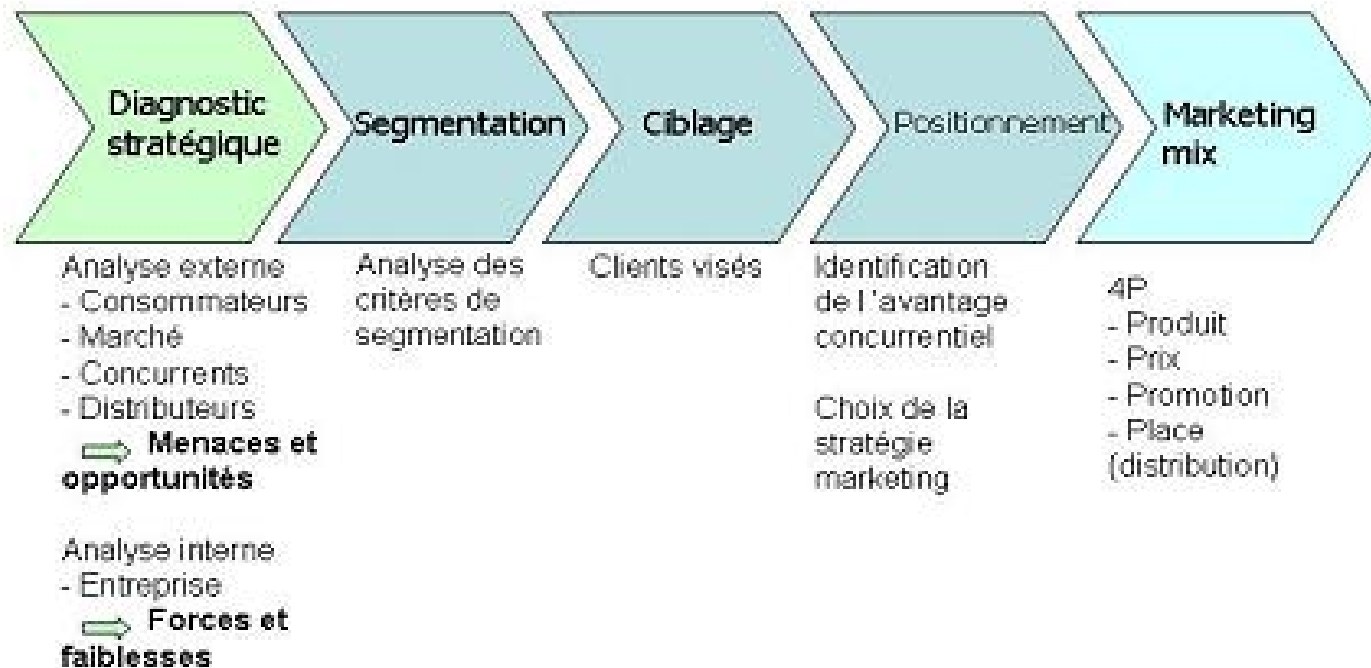 Diagnostic
stratégique
Segmentation
Ciblage
Positionnement
Marketing
mix
Analyse externe
- Consommateurs
- Marché
- Concurrents
- Distributeurs
Menaces et
opportunités
Analyse interne
- Entreprise
Forces et
faiblesses
Analyse des
critères de
segmentation
Clients visés
Identification
de l'avantage
concurrentiel
Choix de la
stratégie
marketing
4P
- Produit
- Prix
- Promotion
- Place
(distribution)